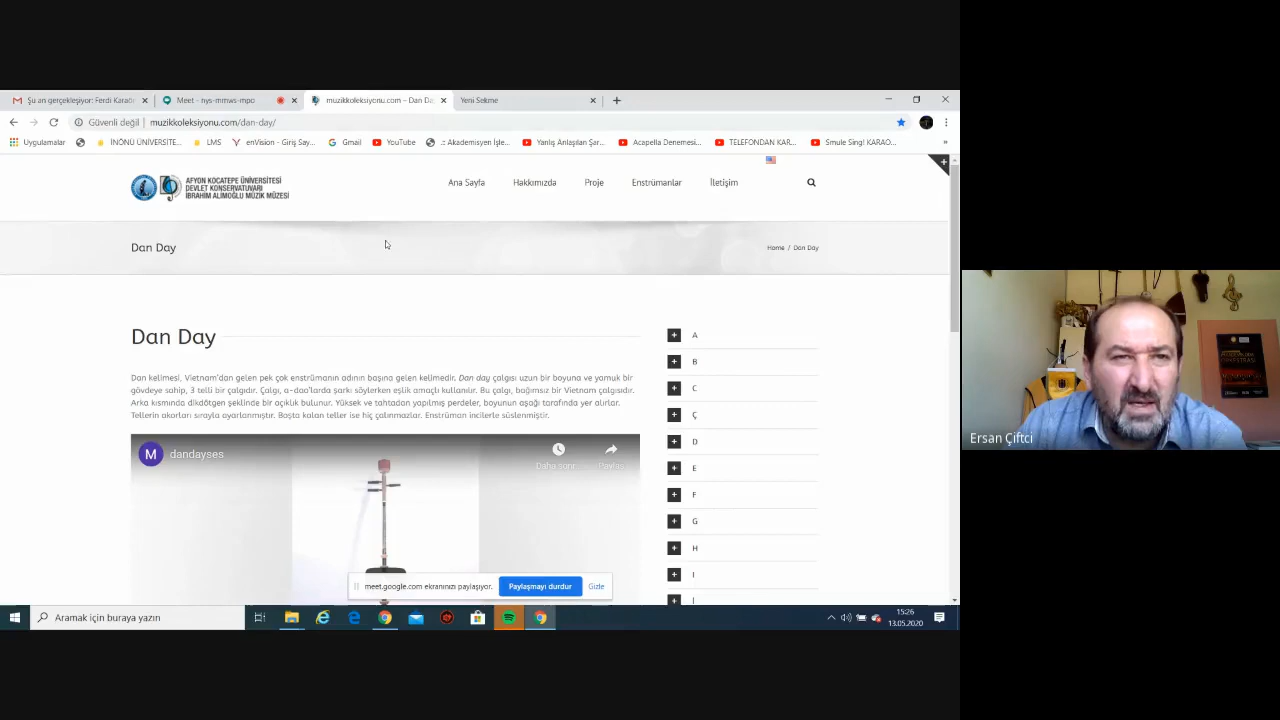 Şu an gerçekleşiyor: Ferdi Karaö
Meet - nys-mmws-mpo
muzikkoleksiyonu.com – Dan Da
Yeni Sekme
Güvenli değil
muzikkoleksiyonu.com/dan-day/
Uygulamalar
İNÖNÜ ÜNİVERSİTE...
LMS
enVision - Giriş Say...
Gmail
YouTube
.: Akademisyen İşle...
Yanlış Anlaşılan Şar...
Acapella Denemesi...
TELEFONDAN KAR...
Smule Sing! KARAO...
AFYON KOCATEPE ÜNİVERSİTESİ
DEVLET KONSERVATUVARI
İBRAHİM ALİMOĞLU MÜZİK MÜZESİ
Ana Sayfa
Hakkımızda
Proje
Enstrümanlar
İletişim
Dan Day
Home / Dan Day
Dan Day
Dan kelimesi, Vietnam'dan gelen pek çok enstrümanın adının başına gelen kelimedir. Dan day çalgısı uzun bir boyuna ve yamuk bir
gövdeye sahip, 3 telli bir çalgıdır. Çalgı, a-dao'larda şarkı söylerken eşlik amaçlı kullanılır. Bu çalgı, bağımsız bir Vietnam çalgısıdır.
Arka kısmında dikdötgen şeklinde bir açıklık bulunur. Yüksek ve tahtadan yapılmış perdeler, boyunun aşağı tarafında yer alırlar.
Tellerin akorları sırayla ayarlanmıştır. Boşta kalan teller ise hiç çalınmazlar. Enstrüman incilerle süslenmiştir.
A
B
C
Ç
D
E
F
G
H
I
İ
M
dandayses
Daha sonr...
Paylaş
meet.google.com ekranınızı paylaşıyor.
Paylaşmayı durdur
Gizle
Aramak için buraya yazın
15:26
13.05.2020
Ersan Çiftci